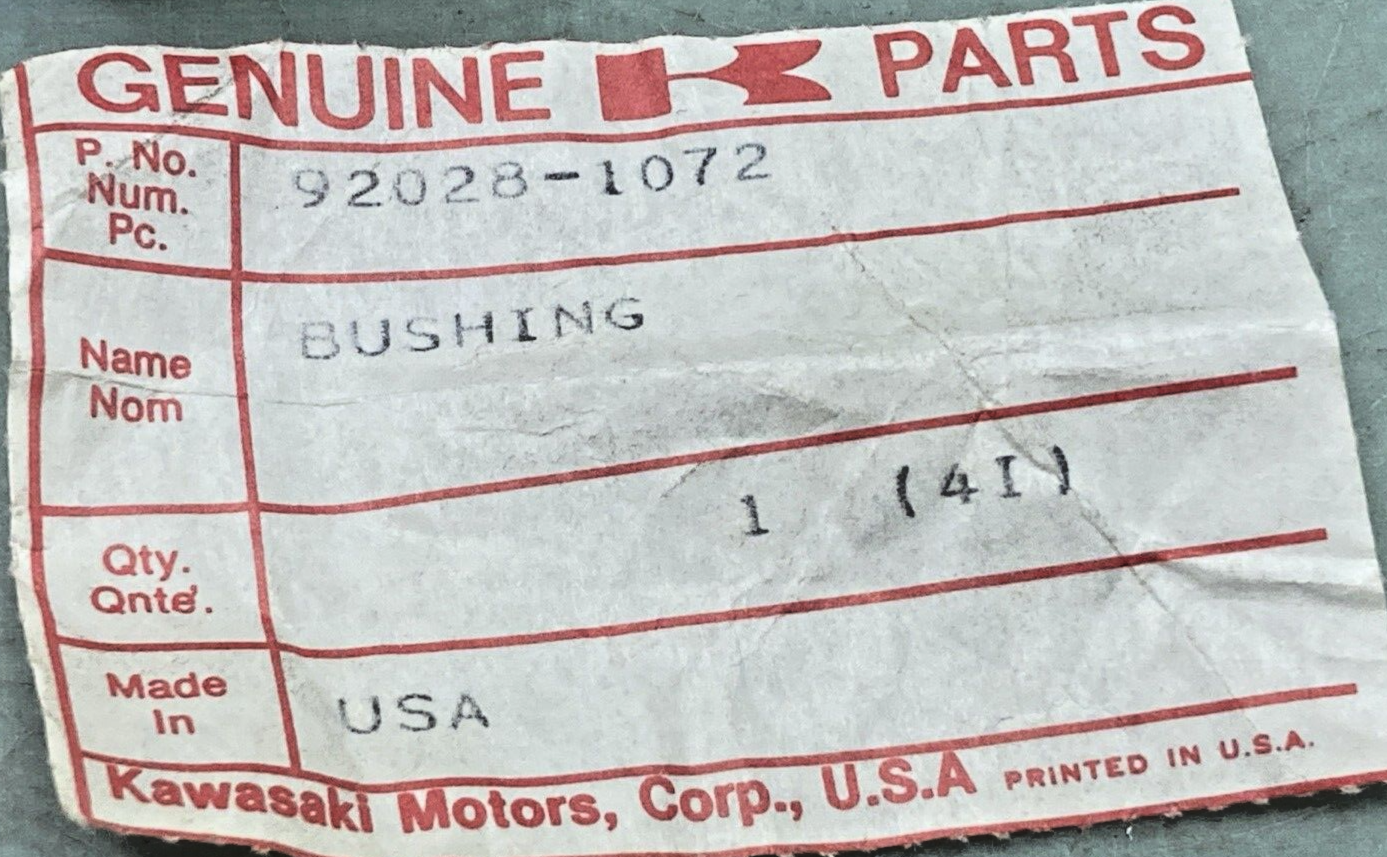 GENUINE K PARTS
P. No.
Num.
Pc.
92028-1072
Name
Nom
BUSHING
Qty.
Qnté.
1 (4I)
Made
In
USA
Kawasaki Motors, Corp., U.S.A PRINTED IN U.S.A.